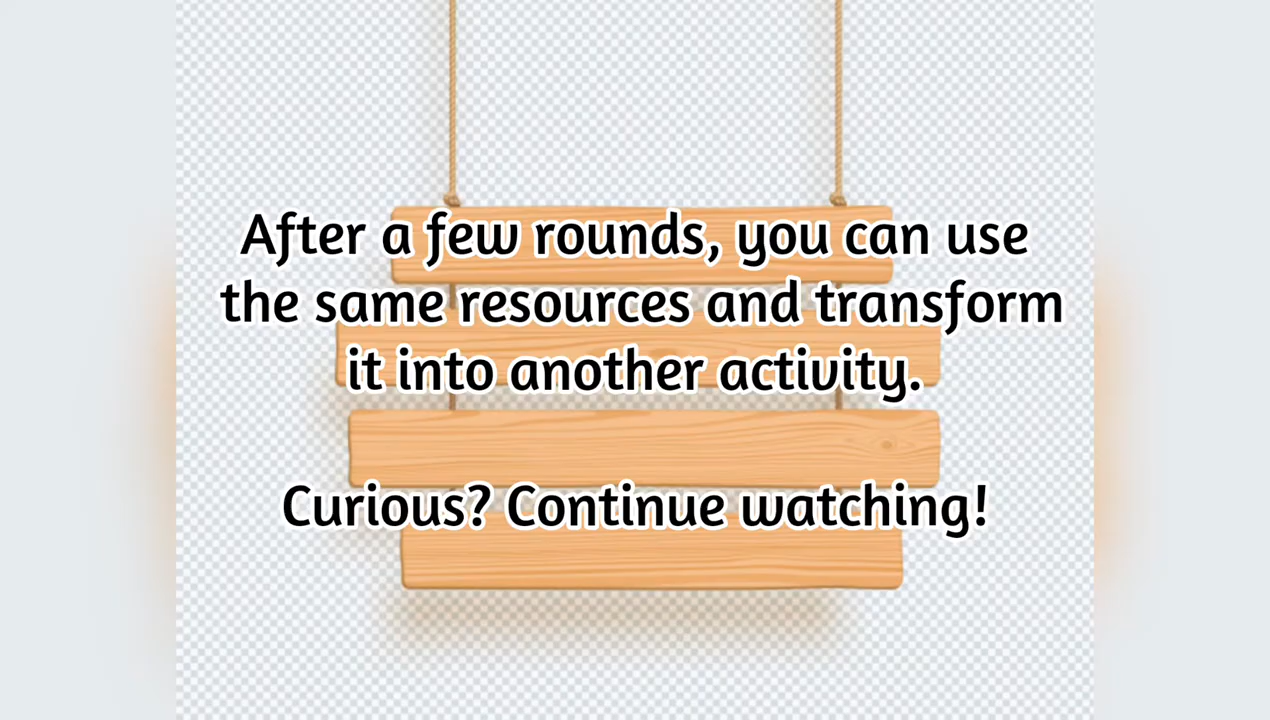 After a few rounds, you can use
the same resources and transform
it into another activity.
Curious? Continue watching!